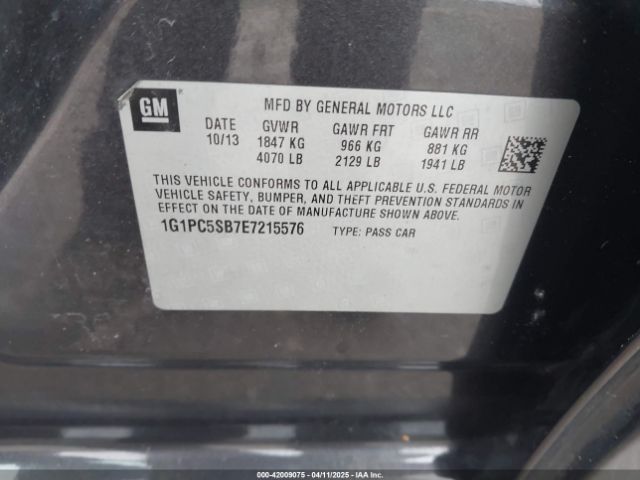 GM
MFD BY GENERAL MOTORS LLC
DATE GVWR GAWR FRT GAWR RR
10/13 1847 KG 966 KG 881 KG
4070 LB 2129 LB 1941 LB
THIS VEHICLE CONFORMS TO ALL APPLICABLE U.S. FEDERAL MOTOR
VEHICLE SAFETY, BUMPER, AND THEFT PREVENTION STANDARDS IN
EFFECT ON THE DATE OF MANUFACTURE SHOWN ABOVE.
1G1PC5SB7E7215576 TYPE: PASS CAR
000-42009075 - 04/11/2025 - IAAI.COM